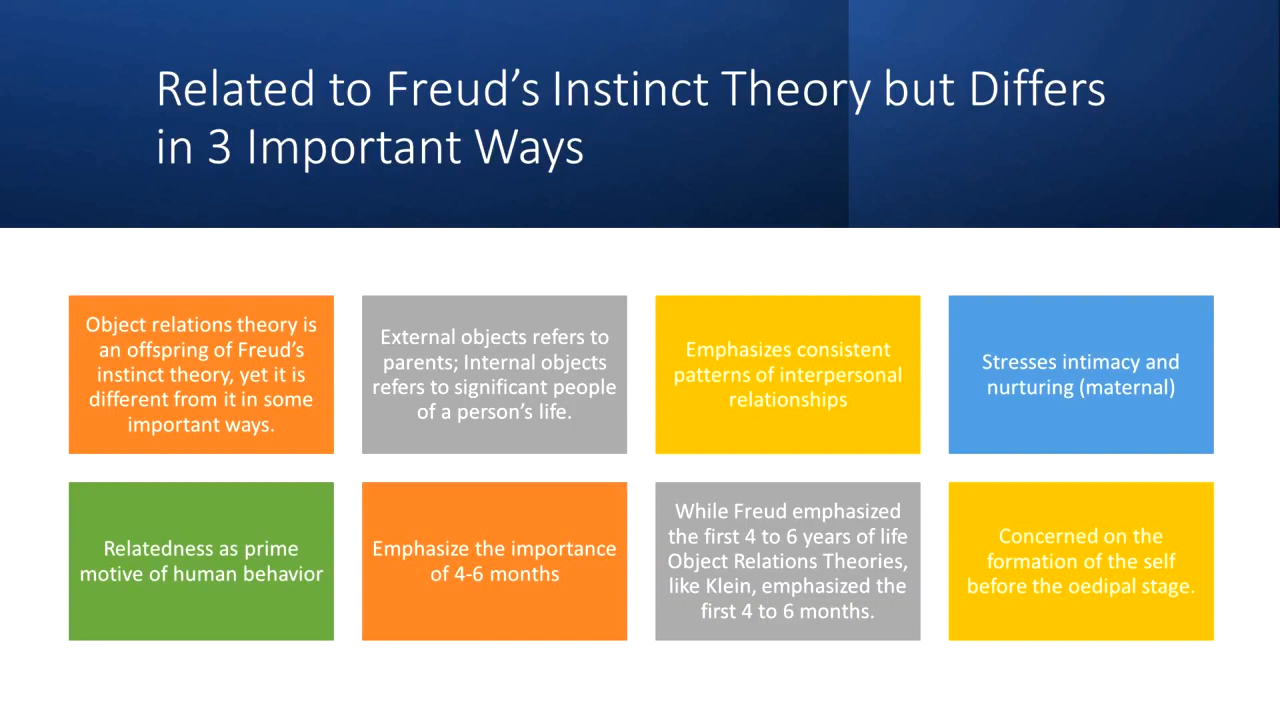 Related to Freud’s Instinct Theory but Differs
in 3 Important Ways
Object relations theory is
an offspring of Freud’s
instinct theory, yet it is
different from it in some
important ways.
External objects refers to
parents; Internal objects
refers to significant people
of a person’s life.
Emphasizes consistent
patterns of interpersonal
relationships
Stresses intimacy and
nurturing (maternal)
Relatedness as prime
motive of human behavior
Emphasize the importance
of 4-6 months
While Freud emphasized
the first 4 to 6 years of life
Object Relations Theories,
like Klein, emphasized the
first 4 to 6 months.
Concerned on the
formation of the self
before the oedipal stage.